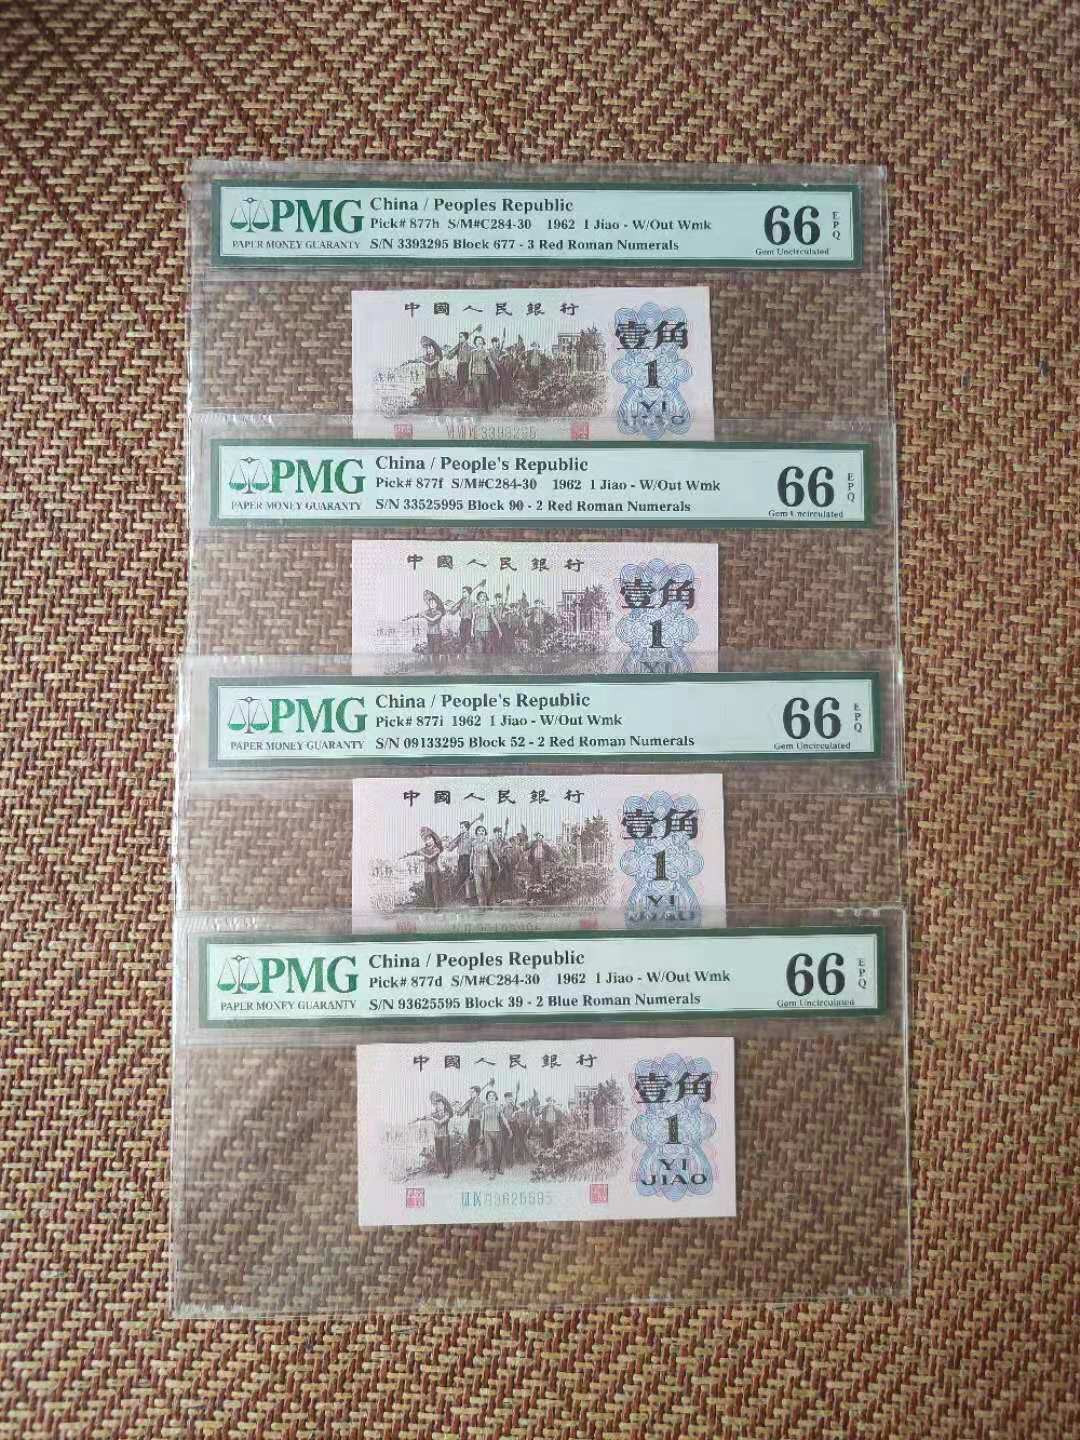 PMG
PAPER MONEY GUARANTY
China / Peoples Republic
Pick# 877h S/M#C284-30 1962 1 Jiao - W/Out Wmk
S/N 3393295 Block 677 - 3 Red Roman Numerals
66
EPQ
Gem Uncirculated
中國人民銀行
壹角
1
YI
JIAO
3393295
PMG
PAPER MONEY GUARANTY
China / People's Republic
Pick# 877f S/M#C284-30 1962 1 Jiao - W/Out Wmk
S/N 33525995 Block 90 - 2 Red Roman Numerals
66
EPQ
Gem Uncirculated
中國人民銀行
壹角
1
YI
PMG
PAPER MONEY GUARANTY
China / People's Republic
Pick# 877i 1962 1 Jiao - W/Out Wmk
S/N 09133295 Block 52 - 2 Red Roman Numerals
66
EPQ
Gem Uncirculated
中國人民銀行
壹角
1
YI
JIAO
PMG
PAPER MONEY GUARANTY
China / Peoples Republic
Pick# 877d S/M#C284-30 1962 1 Jiao - W/Out Wmk
S/N 93625595 Block 39 - 2 Blue Roman Numerals
66
EPQ
Gem Uncirculated
中國人民銀行
壹角
1
YI
JIAO
93625595